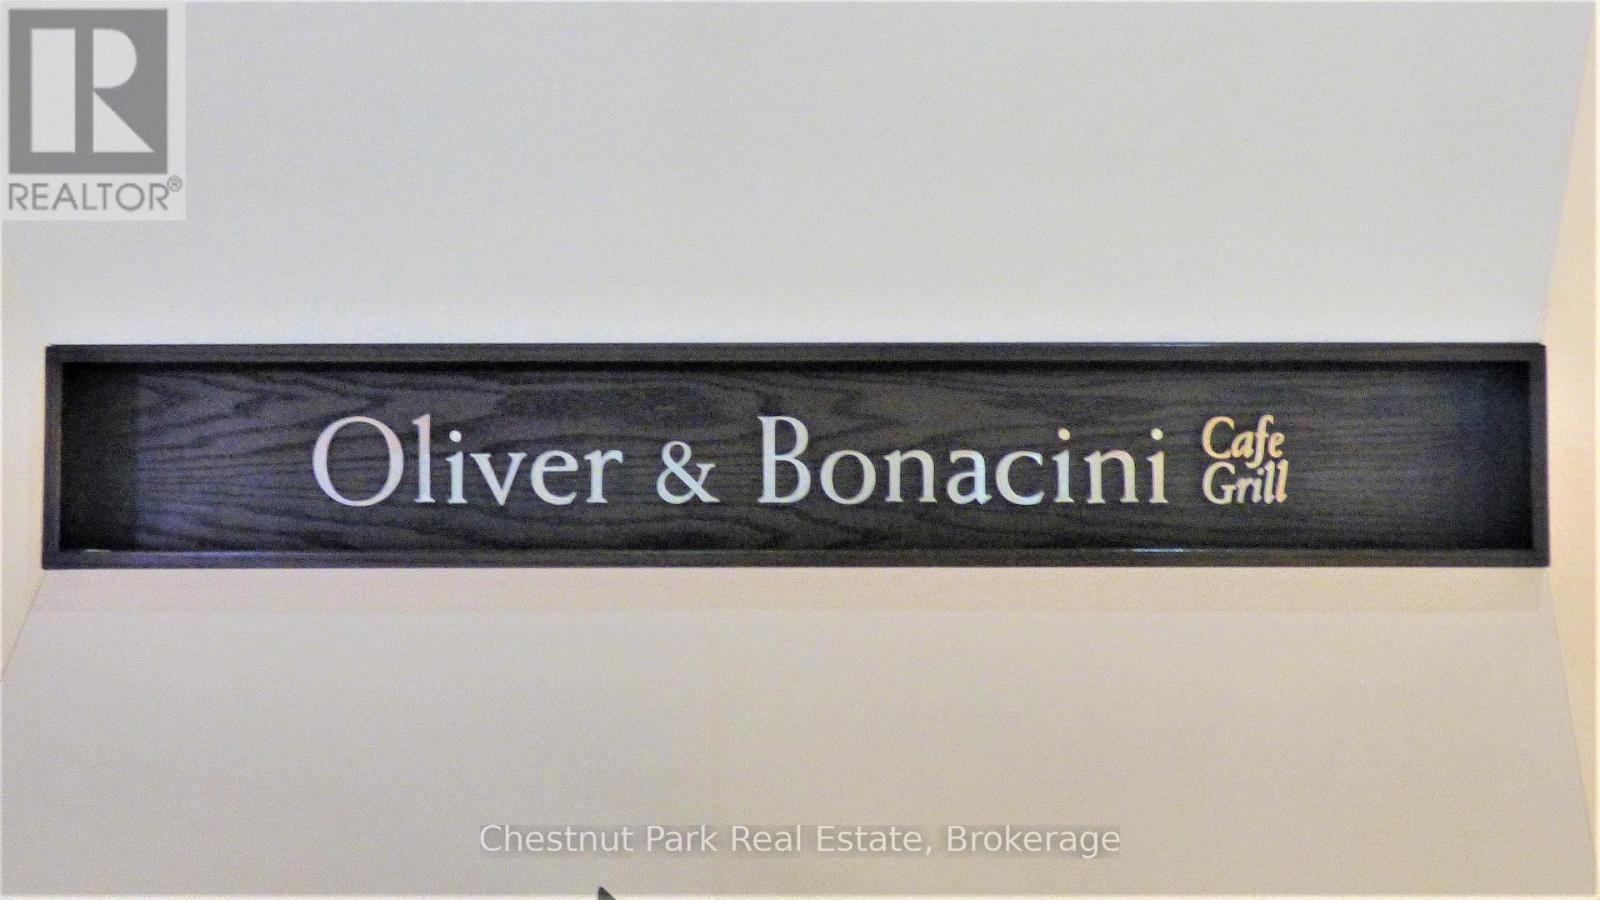 REALTOR®
Oliver & Bonacini Cafe
Grill
Chestnut Park Real Estate, Brokerage